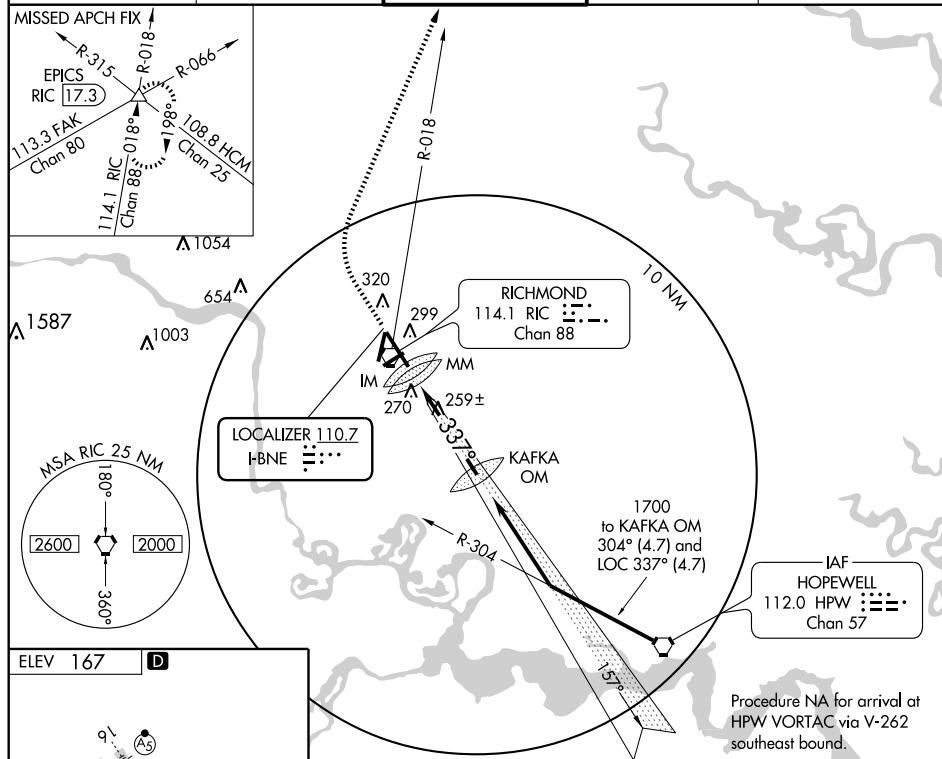 MISSED APCH FIX
R-315
R-018
R-066
EPICS
RIC 17.3
113.3 FAK
Chan 80
018°
198°
108.8 HCM
Chan 25
114.1 RIC
Chan 88
R-018
1054
654
1587
1003
320
299
10 NM
RICHMOND
114.1 RIC
Chan 88
IM
MM
270
259±
LOCALIZER 110.7
I-BNE
337°
KAFKA
OM
MSA RIC 25 NM
180°
2600
2000
360°
R-304
1700
to KAFKA OM
304° (4.7) and
LOC 337° (4.7)
IAF
HOPEWELL
112.0 HPW
Chan 57
157°
Procedure NA for arrival at
HPW VORTAC via V-262
southeast bound.
ELEV 167 D
16
A5